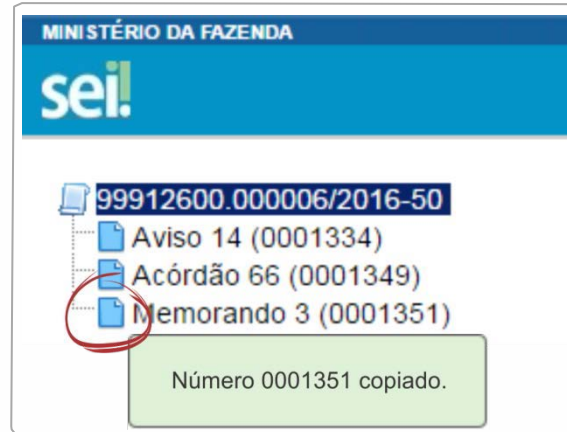 MINISTÉRIO DA FAZENDA
sei!
99912600.000006/2016-50
Aviso 14 (0001334)
Acórdão 66 (0001349)
Memorando 3 (0001351)
Número 0001351 copiado.